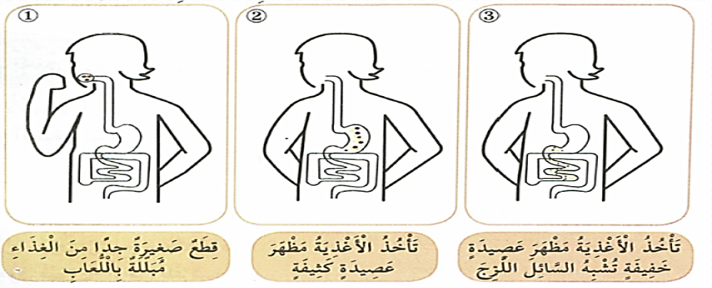 ①
②
③
قِطَعٌ صَغِيرَةٌ جِدًّا مِنَ الْغِذَاءِ
مُبَلَّلَةٌ بِاللُّعَابِ
تَأْخُذُ الْأَغْذِيَةُ مَظْهَرَ
عَصِيدَةٍ كَثِيفَةٍ
تَأْخُذُ الْأَغْذِيَةُ مَظْهَرَ عَصِيدَةٍ
خَفِيفَةٍ تُشْبِهُ السَّائِلَ اللَّزِجَ